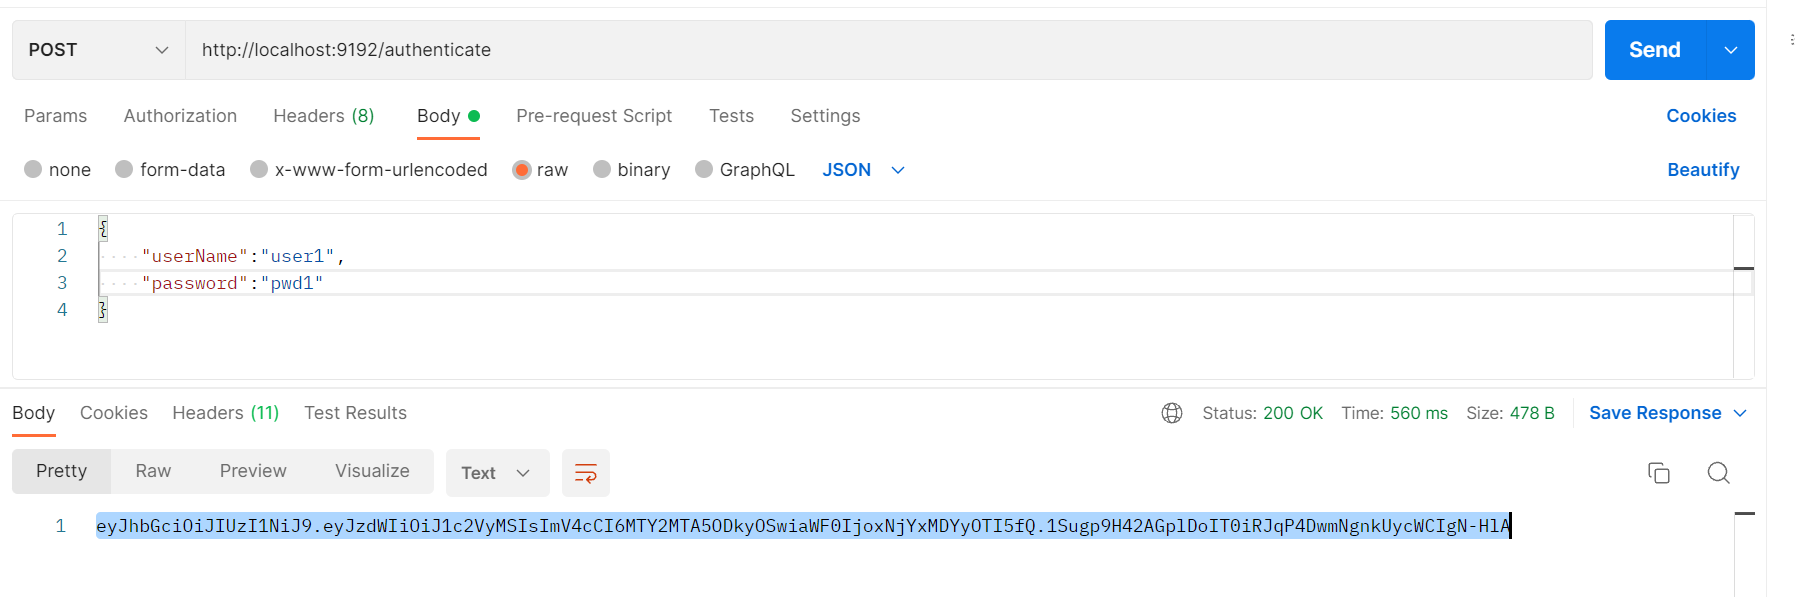 POST http://localhost:9192/authenticate Send
Params Authorization Headers (8) Body Pre-request Script Tests Settings Cookies
none form-data x-www-form-urlencoded raw binary GraphQL JSON Beautify
1 {
2 "userName":"user1",
3 "password":"pwd1"
4 }
Body Cookies Headers (11) Test Results Status: 200 OK Time: 560 ms Size: 478 B Save Response
Pretty Raw Preview Visualize Text
1 eyJhbGciOiJIUzI1NiJ9.eyJzdWIiOiJ1c2VyMSIsImV4cCI6MTY2MTA5ODkyOSwiaWF0IjoxNjYxMDYyOTI5fQ.1Sugp9H42AGplDoIT0iRJqP4DwmNgnkUycWCIgN-HlA